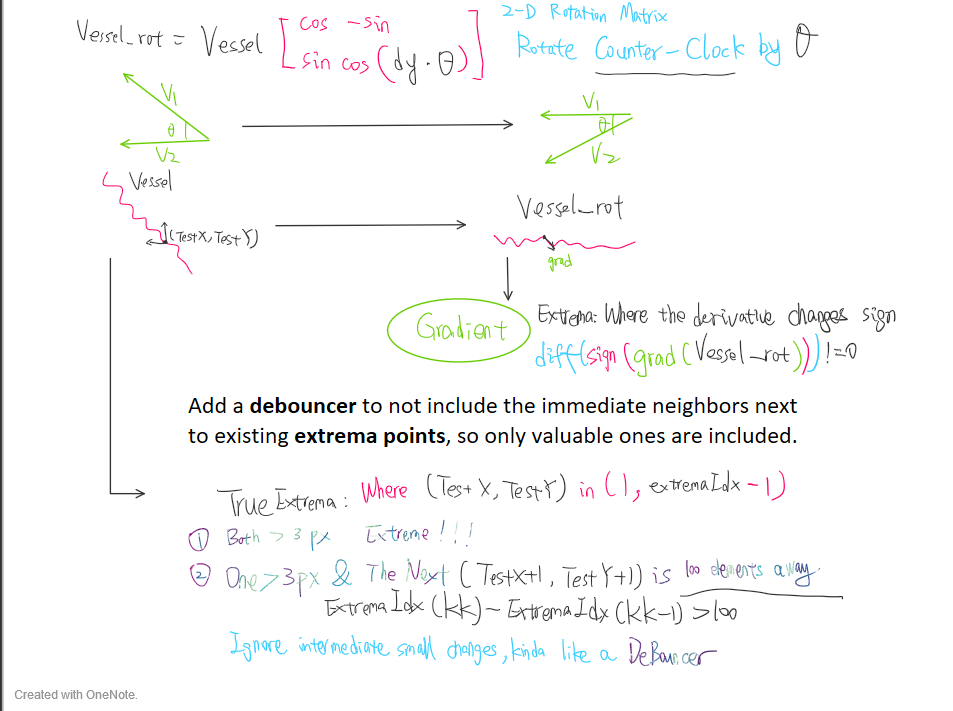 Vessel_rot = Vessel [ cos -sin
sin cos (dy · θ) ]
2-D Rotation Matrix
Rotate Counter-Clock by θ
V1
θ
V2
V1
θ
V2
Vessel
(TestX, TestY)
Vessel_rot
grad
Gradient
Extrema: Where the derivative changes sign
diff(sign(grad(Vessel_rot))) != 0
Add a debouncer to not include the immediate neighbors next
to existing extrema points, so only valuable ones are included.
True Extrema: Where (Test X, Test Y) in (1, extremaIdx - 1)
① Both > 3 px Extreme!!!
② One > 3px & The Next (TestX+1, TestY+1) is 100 elements away.
ExtremaIdx (kk) - ExtremaIdx (kk-1) > 100
Ignore intermediate small changes, kinda like a DeBouncer
Created with OneNote.